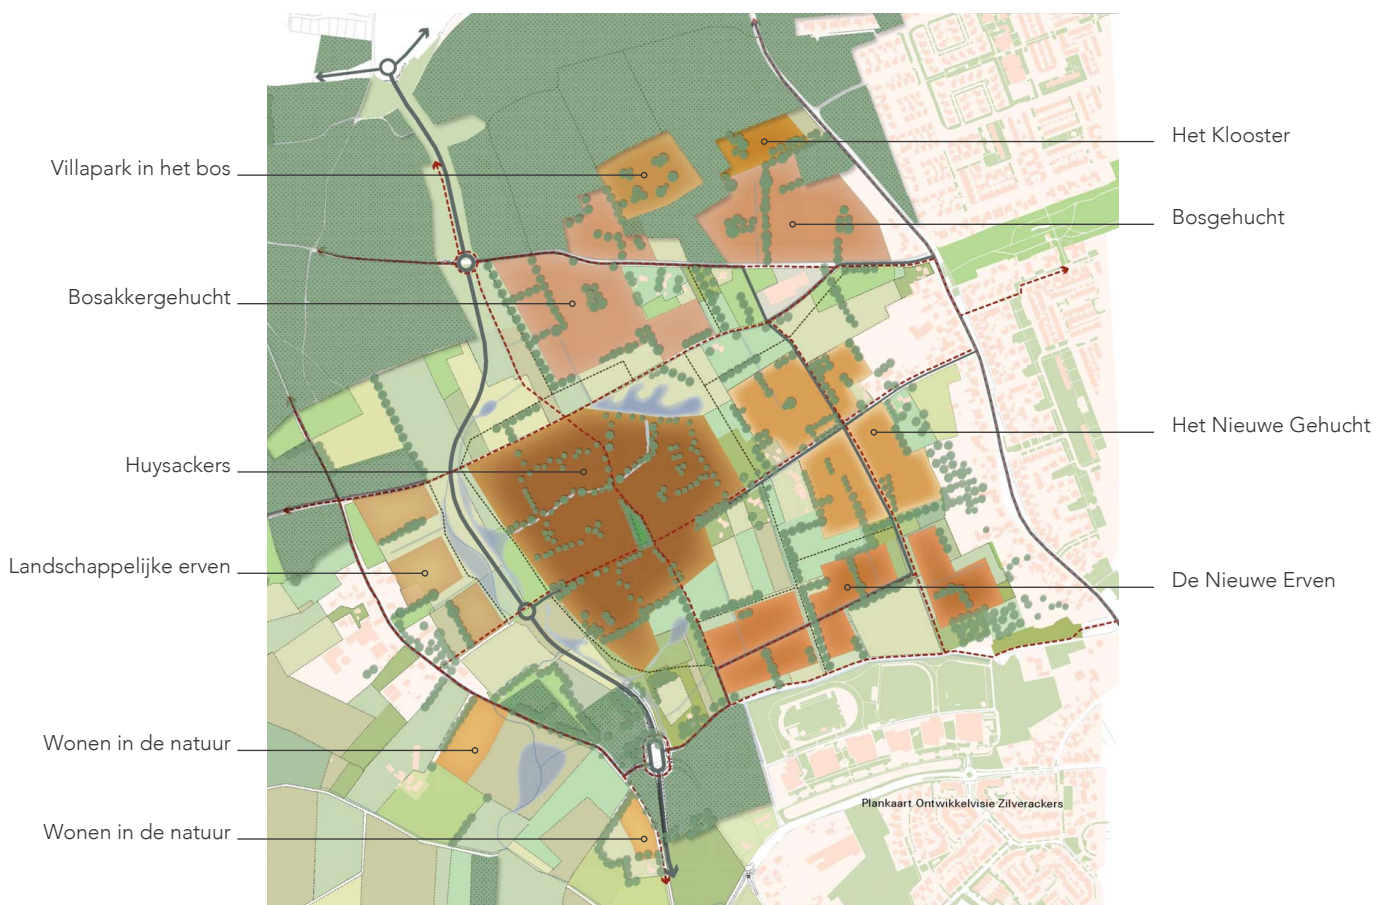 Villapark in het bos
Bosakkergehucht
Huysackers
Landschappelijke erven
Wonen in de natuur
Wonen in de natuur
Het Klooster
Bosgehucht
Het Nieuwe Gehucht
De Nieuwe Erven
Plankaart Ontwikkelvisie Zilverackers